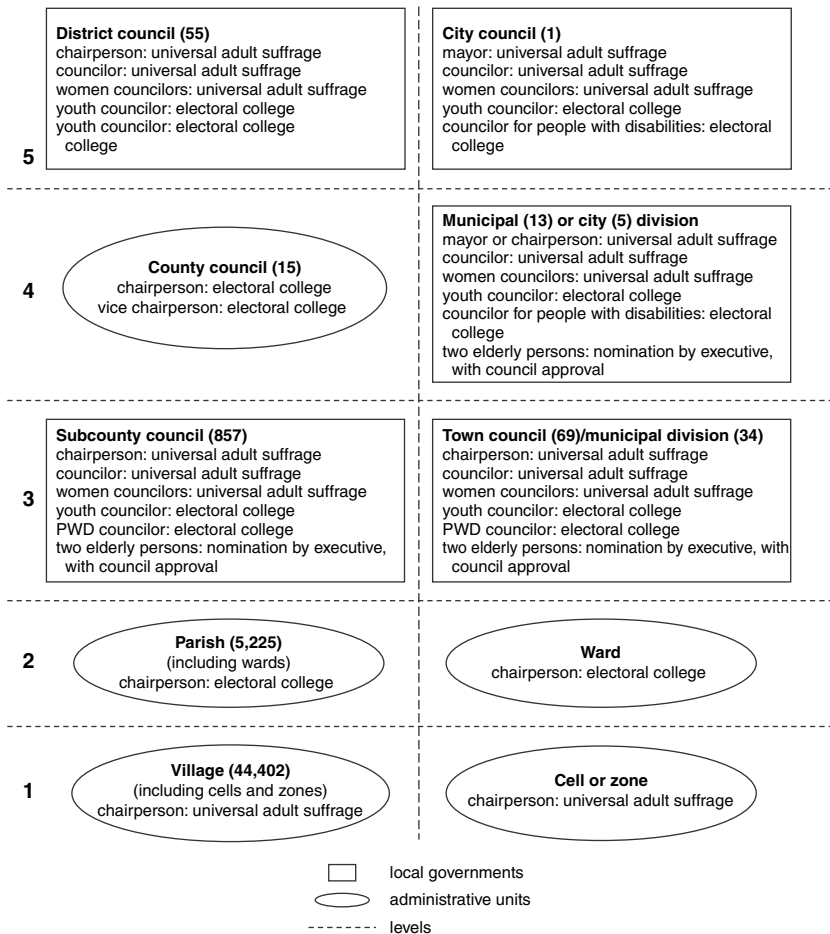 District council (55)
chairperson: universal adult suffrage
councilor: universal adult suffrage
women councilors: universal adult suffrage
youth councilor: electoral college
youth councilor: electoral college
college
City council (1)
mayor: universal adult suffrage
councilor: universal adult suffrage
women councilors: universal adult suffrage
youth councilor: electoral college
councilor for people with disabilities: electoral
college
5
County council (15)
chairperson: electoral college
vice chairperson: electoral college
Municipal (13) or city (5) division
mayor or chairperson: universal adult suffrage
councilor: universal adult suffrage
women councilors: universal adult suffrage
youth councilor: electoral college
councilor for people with disabilities: electoral
college
two elderly persons: nomination by executive,
with council approval
4
Subcounty council (857)
chairperson: universal adult suffrage
councilor: universal adult suffrage
women councilors: universal adult suffrage
youth councilor: electoral college
PWD councilor: electoral college
two elderly persons: nomination by executive,
with council approval
Town council (69)/municipal division (34)
chairperson: universal adult suffrage
councilor: universal adult suffrage
women councilors: universal adult suffrage
youth councilor: electoral college
PWD councilor: electoral college
two elderly persons: nomination by executive, with
council approval
3
Parish (5,225)
(including wards)
chairperson: electoral college
Ward
chairperson: electoral college
2
Village (44,402)
(including cells and zones)
chairperson: universal adult suffrage
Cell or zone
chairperson: universal adult suffrage
1
local governments
administrative units
levels